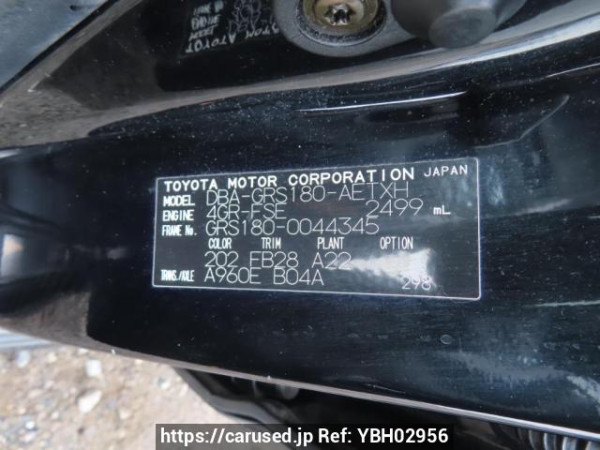 TOYOTA MOTOR CORPORATION JAPAN
MODEL DBA-GRS180-AETXH
ENGINE 4GR-FSE 2499 mL
FRAME No. GRS180-0044345
COLOR TRIM PLANT OPTION
202 FB28 A22
TRANS./AXLE A960E B04A 298
https://carused.jp Ref: YBH02956